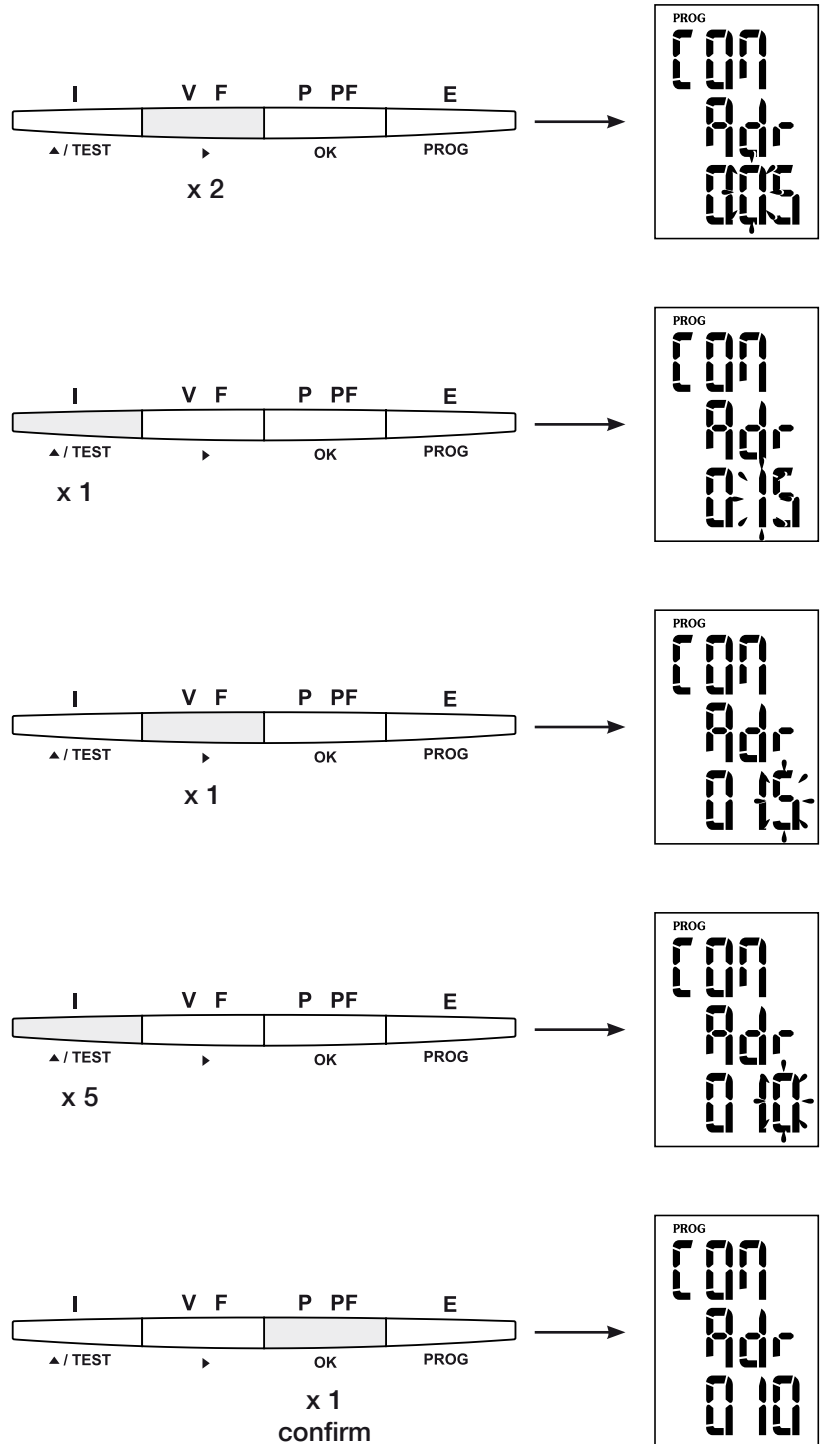 PROG
COM
I V F P PF E
Adr
▲ / TEST ▶ OK PROG
x 2
005
PROG
COM
I V F P PF E
Adr
▲ / TEST ▶ OK PROG
x 1
015
PROG
COM
I V F P PF E
Adr
▲ / TEST ▶ OK PROG
x 1
015
PROG
COM
I V F P PF E
Adr
▲ / TEST ▶ OK PROG
x 5
010
PROG
COM
I V F P PF E
Adr
▲ / TEST ▶ OK PROG
x 1
confirm
010